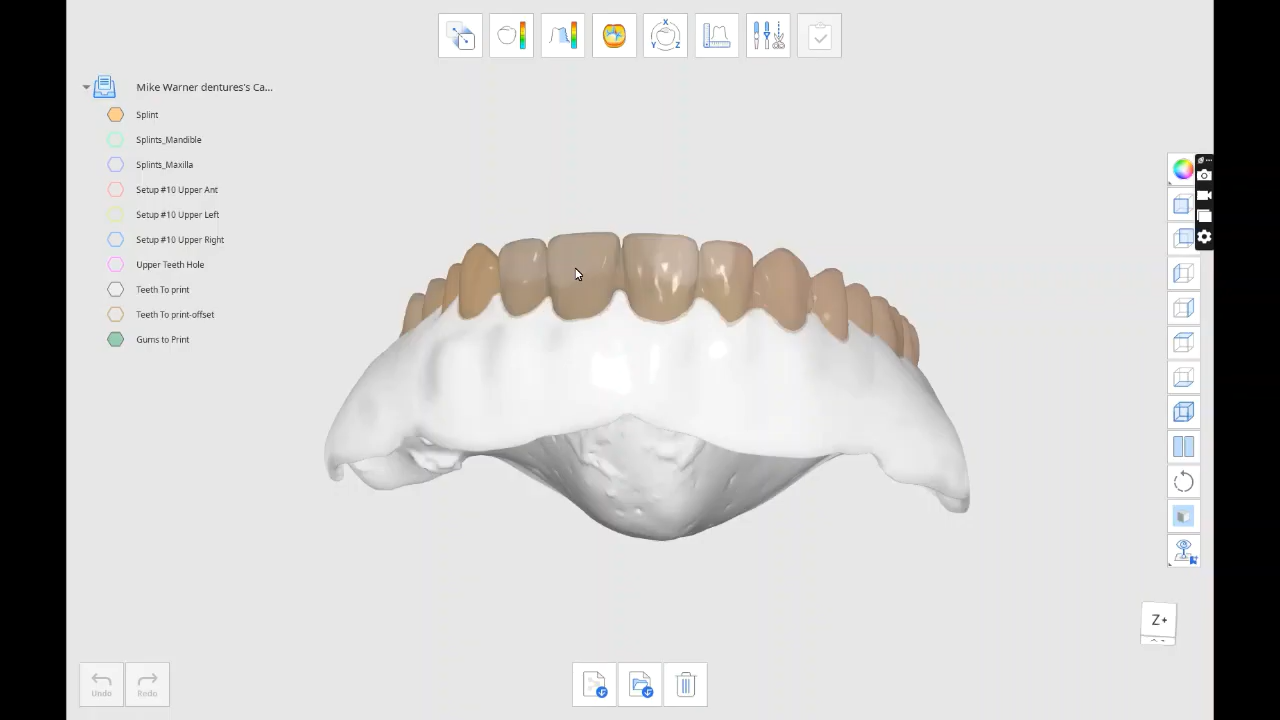 X
Y
Z
Mike Warner dentures's Ca...
Splint
Splints_Mandible
Splints_Maxilla
Setup #10 Upper Ant
Setup #10 Upper Left
Setup #10 Upper Right
Upper Teeth Hole
Teeth To print
Teeth To print-offset
Gums to Print
Z+
Undo
Redo